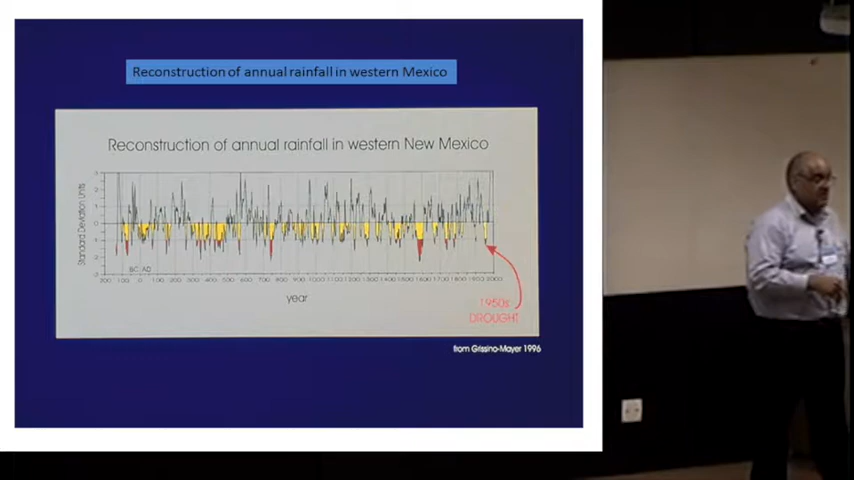 Reconstruction of annual rainfall in western Mexico
Reconstruction of annual rainfall in western New Mexico
Standard Deviation Units
BC AD
200 100 0 100 200 300 400 500 600 700 800 900 1000 1100 1200 1300 1400 1500 1600 1700 1800 1900 2000
year
1950s
DROUGHT
from Grissino-Mayer 1996